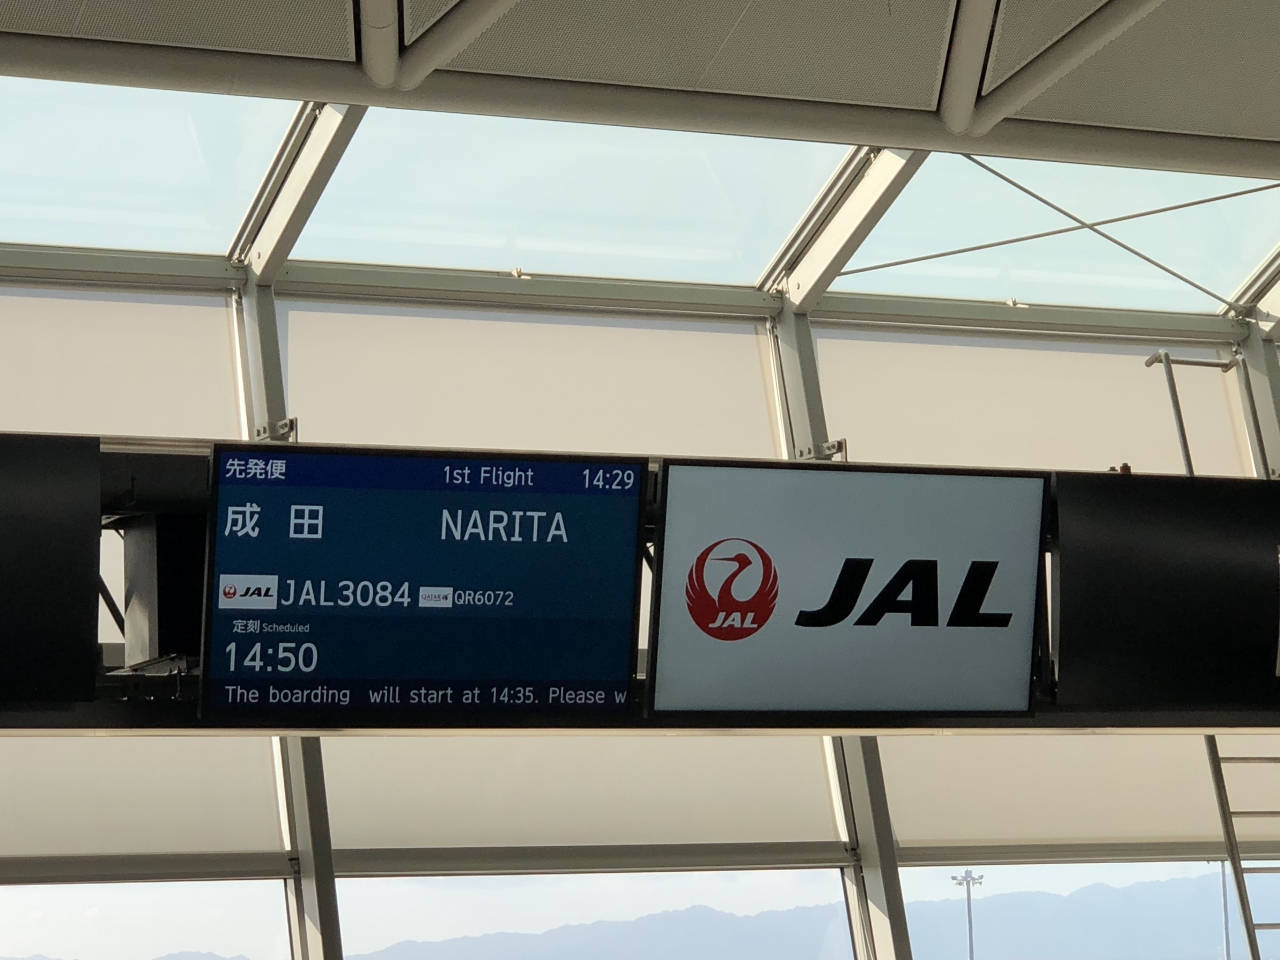 先発便 1st Flight 14:29
成田 NARITA
JAL JAL3084 QATAR QR6072
定刻 Scheduled
14:50
The boarding will start at 14:35. Please w
JAL JAL